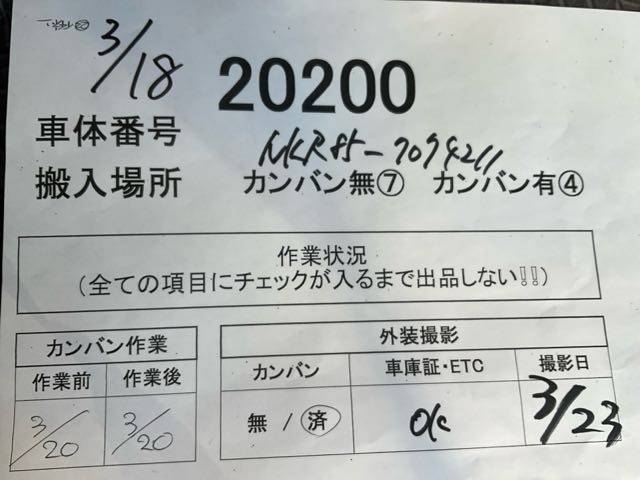 3/18
20200
車体番号 NKR85-7074211
搬入場所 カンバン無⑦ カンバン有④
作業状況
(全ての項目にチェックが入るまで出品しない!!)
カンバン作業
作業前 作業後
3/20 3/20
外装撮影
カンバン 車庫証・ETC 撮影日
無 / 済 ok 3/23